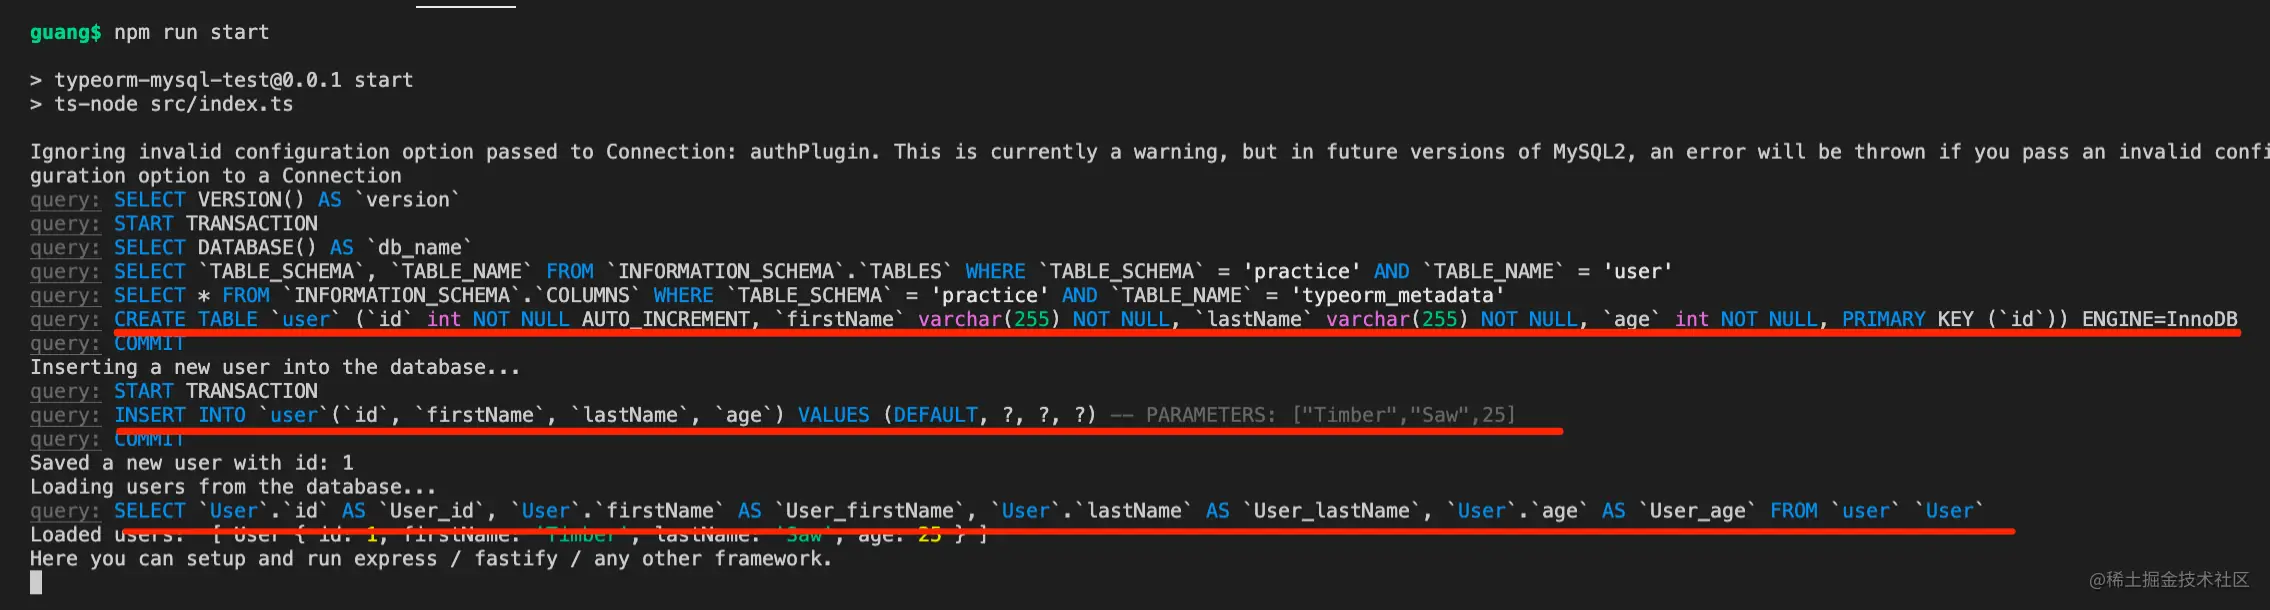 guang$ npm run start
> typeorm-mysql-test@0.0.1 start
> ts-node src/index.ts
Ignoring invalid configuration option passed to Connection: authPlugin. This is currently a warning, but in future versions of MySQL2, an error will be thrown if you pass an invalid confi
guration option to a Connection
query: SELECT VERSION() AS `version`
query: START TRANSACTION
query: SELECT DATABASE() AS `db_name`
query: SELECT `TABLE_SCHEMA`, `TABLE_NAME` FROM `INFORMATION_SCHEMA`.`TABLES` WHERE `TABLE_SCHEMA` = 'practice' AND `TABLE_NAME` = 'user'
query: SELECT * FROM `INFORMATION_SCHEMA`.`COLUMNS` WHERE `TABLE_SCHEMA` = 'practice' AND `TABLE_NAME` = 'typeorm_metadata'
query: CREATE TABLE `user` (`id` int NOT NULL AUTO_INCREMENT, `firstName` varchar(255) NOT NULL, `lastName` varchar(255) NOT NULL, `age` int NOT NULL, PRIMARY KEY (`id`)) ENGINE=InnoDB
query: COMMIT
Inserting a new user into the database...
query: START TRANSACTION
query: INSERT INTO `user`(`id`, `firstName`, `lastName`, `age`) VALUES (DEFAULT, ?, ?, ?) -- PARAMETERS: ["Timber","Saw",25]
query: COMMIT
Saved a new user with id: 1
Loading users from the database...
query: SELECT `User`.`id` AS `User_id`, `User`.`firstName` AS `User_firstName`, `User`.`lastName` AS `User_lastName`, `User`.`age` AS `User_age` FROM `user` `User`
Loaded users: [ User { id: 1, firstName: 'Timber', lastName: 'Saw', age: 25 } ]
Here you can setup and run express / fastify / any other framework.
@稀土掘金技术社区